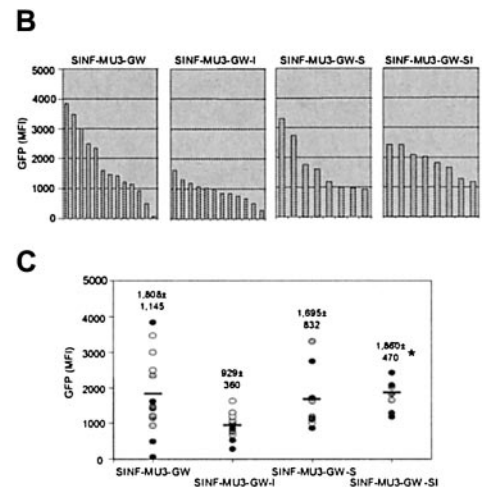 B
SINF-MU3-GW SINF-MU3-GW-I SINF-MU3-GW-S SINF-MU3-GW-SI
5000
4000
3000
2000
1000
0
GFP (MFI)
C
5000
4000
3000
2000
1000
0
GFP (MFI)
1,808±
1,145
929±
360
1,695±
832
1,860±
470 ★
SINF-MU3-GW SINF-MU3-GW-S
SINF-MU3-GW-I SINF-MU3-GW -SI